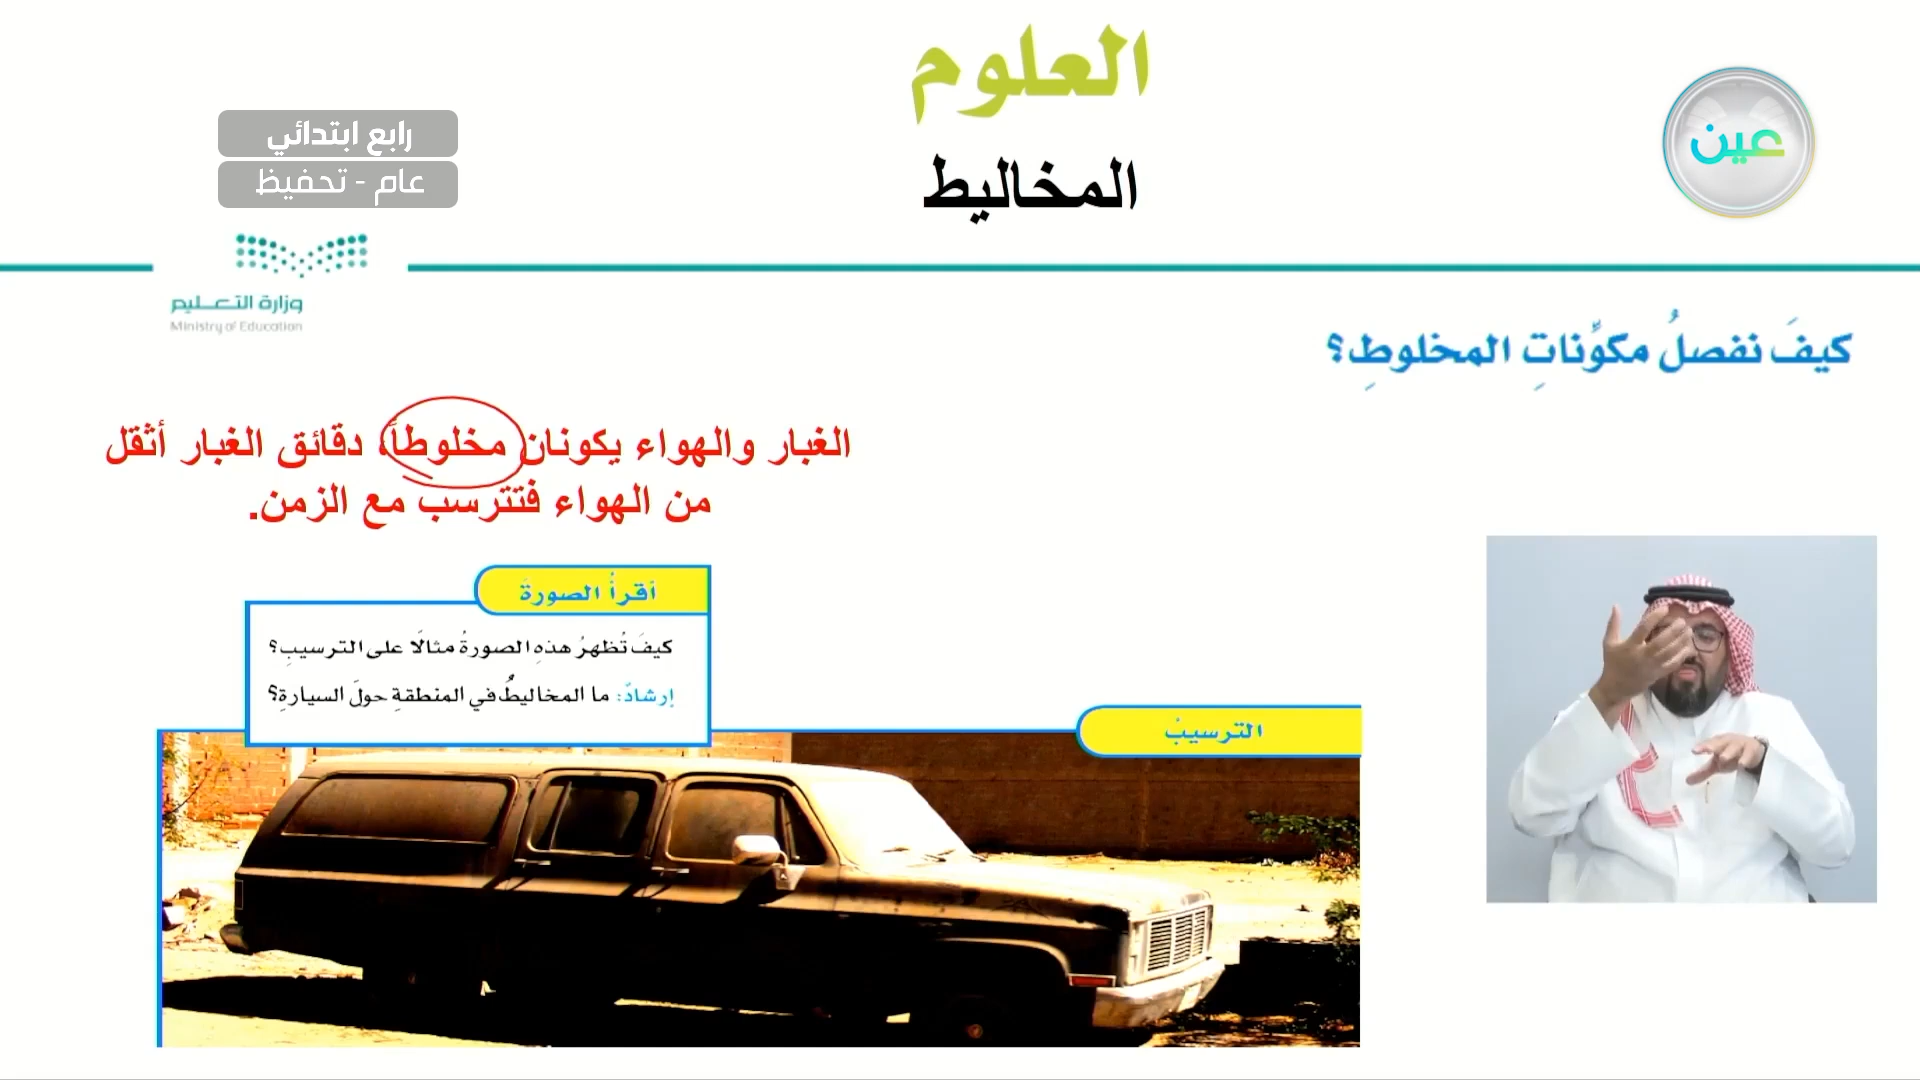 العلوم
المخاليط
رابع ابتدائي
عام - تحفيظ
عين
وزارة التعليم
Ministry of Education
كيفَ نفصلُ مكوِّناتِ المخلوطِ؟
الغبار والهواء يكونان مخلوطاً، دقائق الغبار أثقل
من الهواء فتترسب مع الزمن.
أقرأُ الصورةَ
كيفَ تُظهرُ هذهِ الصورةُ مثالًا على الترسيبِ؟
إرشادٌ: ما المخاليطُ في المنطقةِ حولَ السيارةِ؟
الترسيبُ